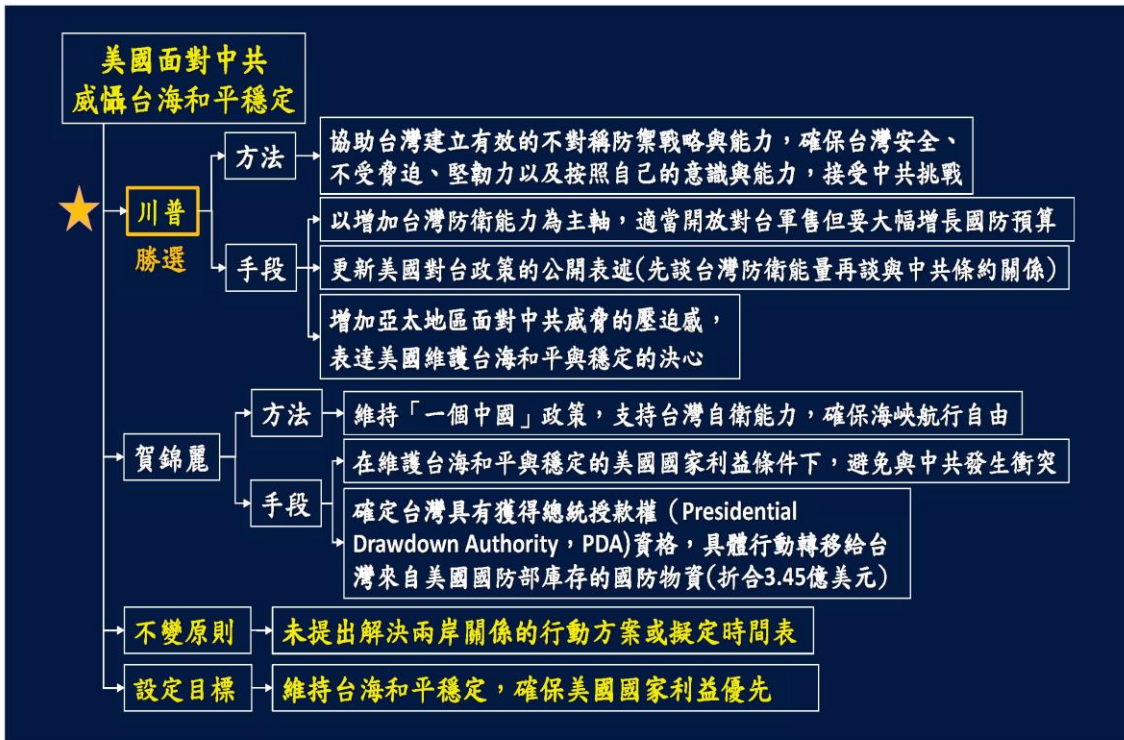 美國面對中共
威懾台海和平穩定
川普
勝選
方法
協助台灣建立有效的不對稱防禦戰略與能力，確保台灣安全、
不受脅迫、堅韌力以及按照自己的意識與能力，接受中共挑戰
手段
以增加台灣防衛能力為主軸，適當開放對台軍售但要大幅增長國防預算
更新美國對台政策的公開表述(先談台灣防衛能量再談與中共條約關係)
增加亞太地區面對中共威脅的壓迫感，
表達美國維護台海和平與穩定的決心
賀錦麗
方法
維持「一個中國」政策，支持台灣自衛能力，確保海峽航行自由
手段
在維護台海和平與穩定的美國國家利益條件下，避免與中共發生衝突
確定台灣具有獲得總統授款權（Presidential
Drawdown Authority，PDA)資格，具體行動轉移給台
灣來自美國國防部庫存的國防物資(折合3.45億美元)
不變原則
未提出解決兩岸關係的行動方案或擬定時間表
設定目標
維持台海和平穩定，確保美國國家利益優先